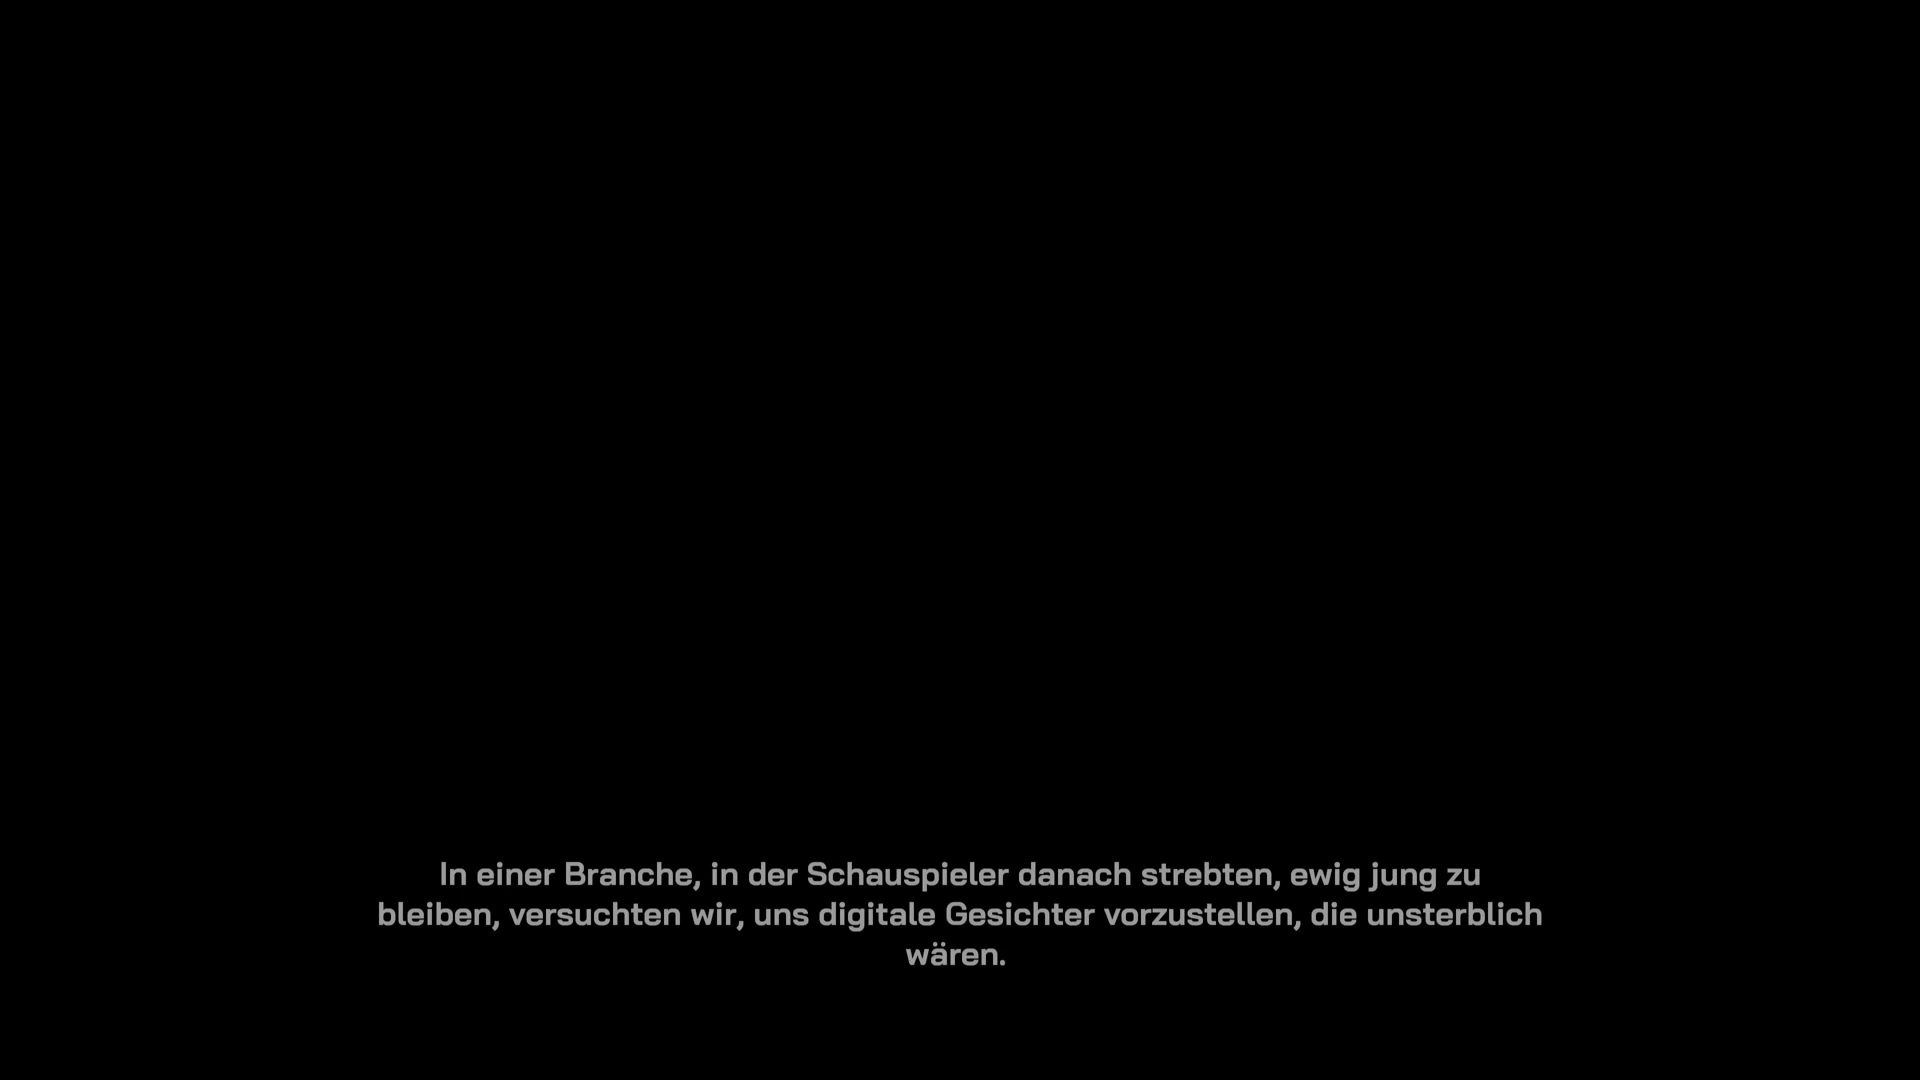 In einer Branche, in der Schauspieler danach strebten, ewig jung zu
bleiben, versuchten wir, uns digitale Gesichter vorzustellen, die unsterblich
wären.